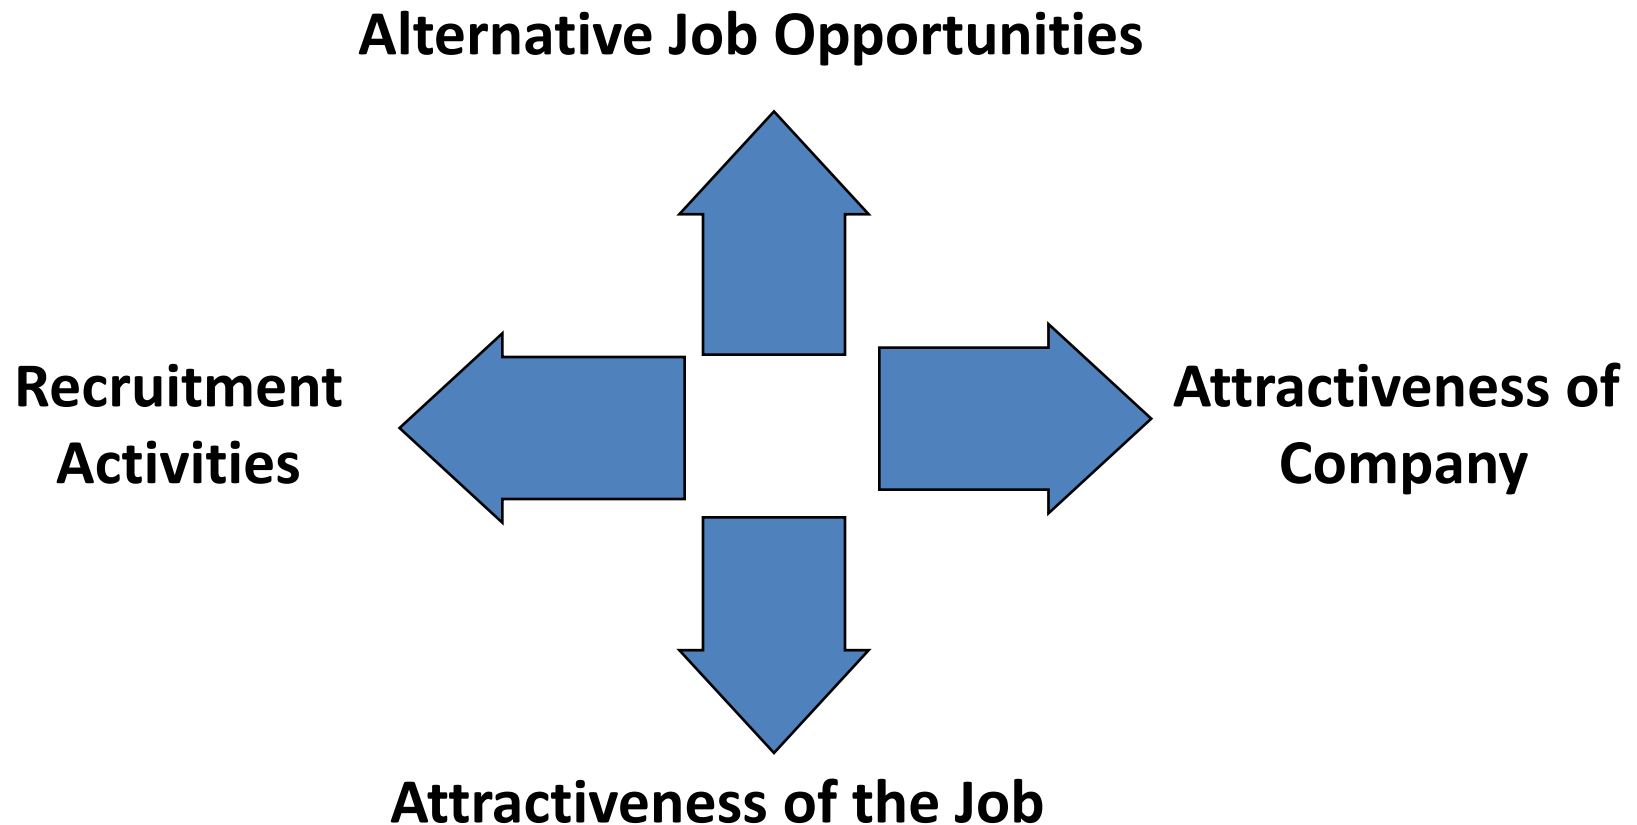 Alternative Job Opportunities
Recruitment
Activities
Attractiveness of
Company
Attractiveness of the Job